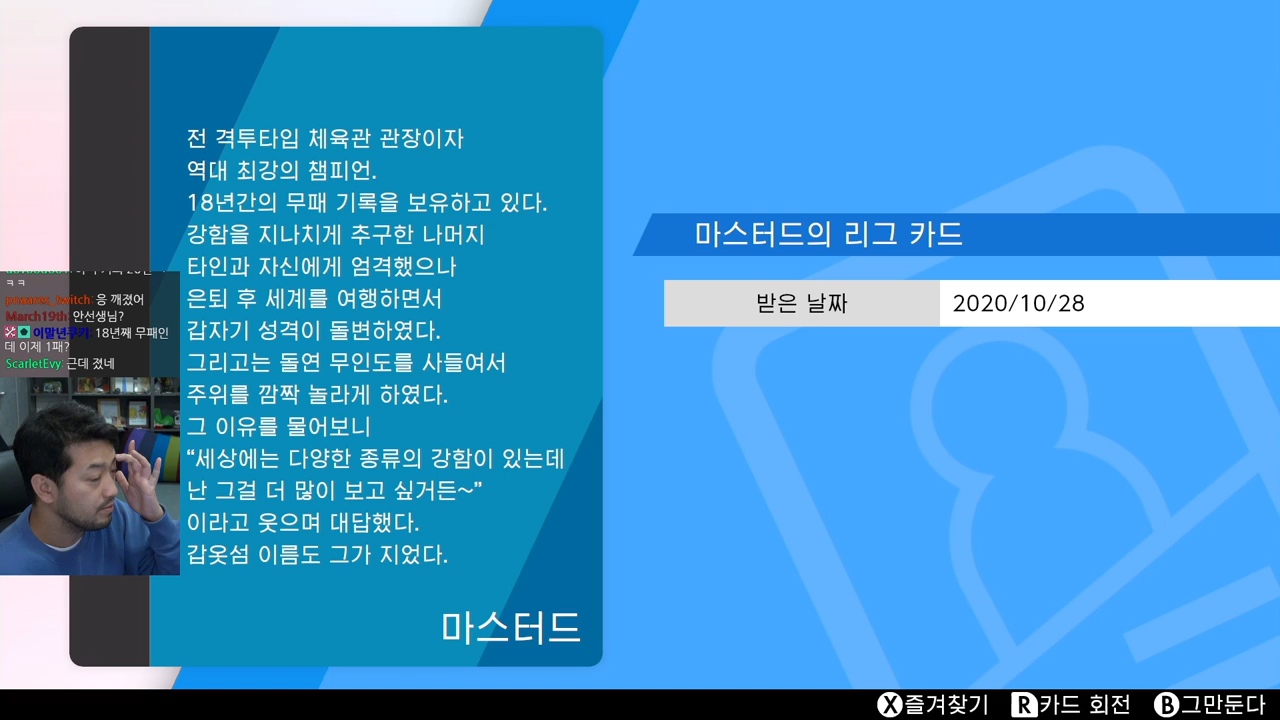 전 격투타입 체육관 관장이자
역대 최강의 챔피언.
18년간의 무패 기록을 보유하고 있다.
강함을 지나치게 추구한 나머지
타인과 자신에게 엄격했으나
은퇴 후 세계를 여행하면서
갑자기 성격이 돌변하였다.
그리고는 돌연 무인도를 사들여서
주위를 깜짝 놀라게 하였다.
그 이유를 물어보니
“세상에는 다양한 종류의 강함이 있는데
난 그걸 더 많이 보고 싶거든~”
이라고 웃으며 대답했다.
갑옷섬 이름도 그가 지었다.
마스터드
마스터드의 리그 카드
받은 날짜
2020/10/28
ㅋㅋ
응 깨졌어
March19th: 안선생님?
이말년쿠키: 18년째 무패인
데 이제 1패?
ScarletEvy: 근데 졌네
X 즐겨찾기
R 카드 회전
B 그만둔다